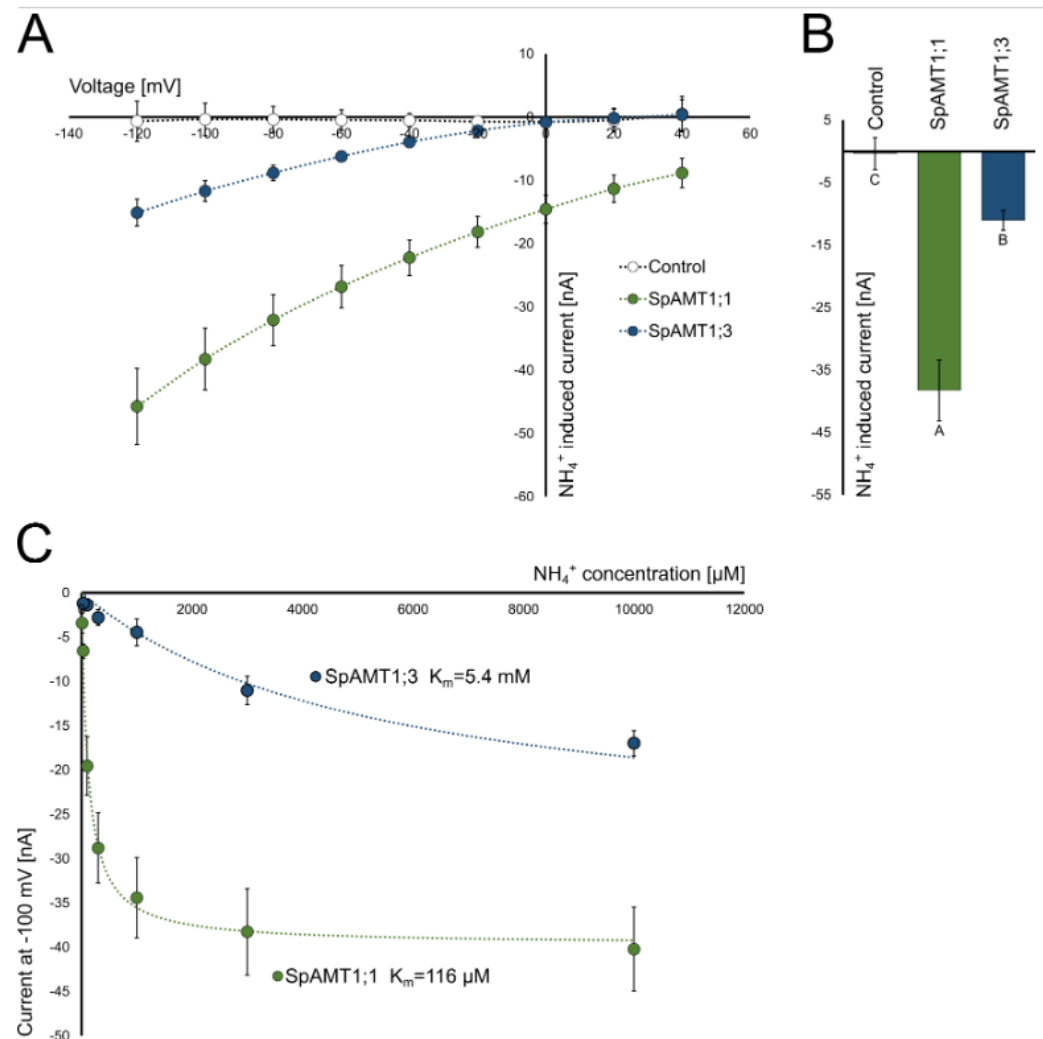 A
Voltage [mV]
-140 -120 -100 -80 -60 -40 -20 0 20 40 60
10
0
-10
-20
-30
-40
-50
-60
NH₄⁺ induced current [nA]
Control
SpAMT1;1
SpAMT1;3
B
Control
SpAMT1;1
SpAMT1;3
5
-5
-15
-25
-35
-45
-55
NH₄⁺ induced current [nA]
C
A
B
C
NH₄⁺ concentration [µM]
0
2000 4000 6000 8000 10000 12000
-5
-10
-15
-20
-25
-30
-35
-40
-45
-50
Current at -100 mV [nA]
SpAMT1;3 Kₘ=5.4 mM
SpAMT1;1 Kₘ=116 µM